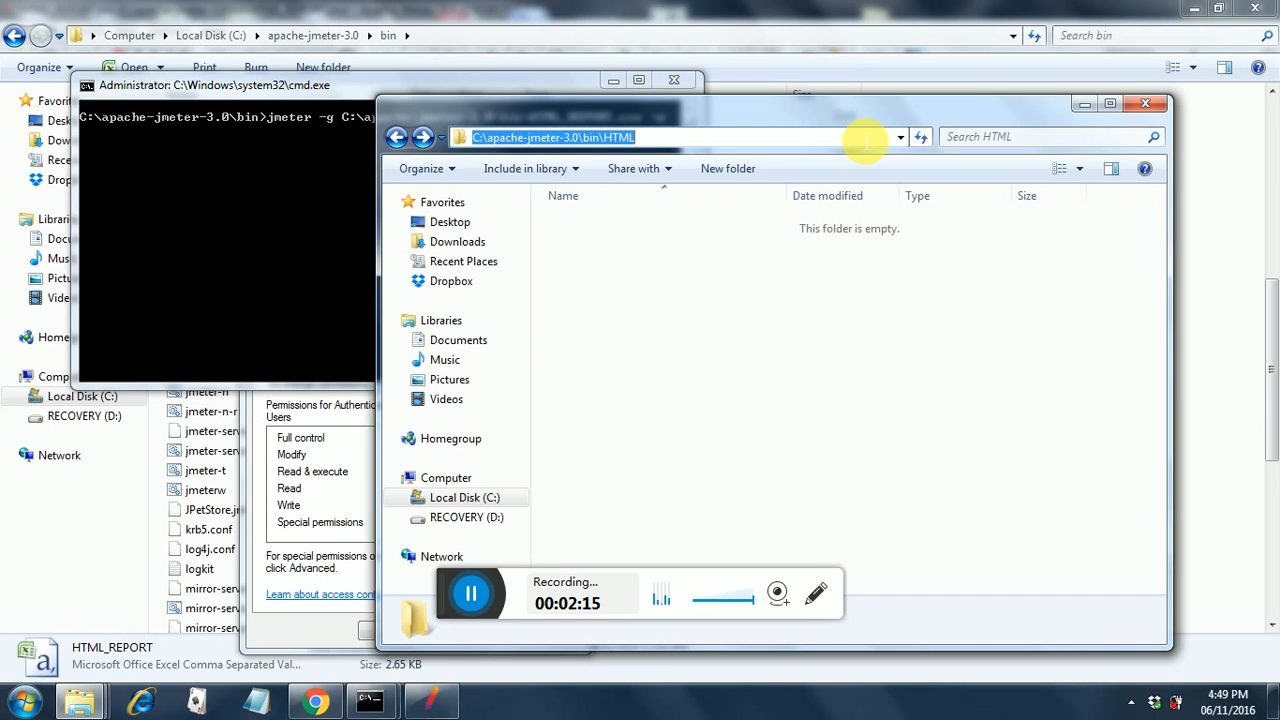 Computer
Local Disk (C:)
apache-jmeter-3.0
bin
Search bin
Organize
Open
Print
Burn
New folder
Administrator: C:\Windows\system32\cmd.exe
C:\apache-jmeter-3.0\bin>jmeter -g C:\a
C:\apache-jmeter-3.0\bin\HTML
Search HTML
Organize
Include in library
Share with
New folder
Name
Date modified
Type
Size
This folder is empty.
Favorites
Desktop
Downloads
Recent Places
Dropbox
Libraries
Documents
Music
Pictures
Videos
Homegroup
Computer
Local Disk (C:)
RECOVERY (D:)
Network
Local Disk (C:)
RECOVERY (D:)
Network
jmeter-n
jmeter-n-r
jmeter-ser
jmeter-ser
jmeter-t
jmeterw
JPetStore.jr
krb5.conf
log4j.conf
logkit
mirror-serv
mirror-serv
mirror-serv
Permissions for Authentic
Users
Full control
Modify
Read & execute
Read
Write
Special permissions
For special permissions o
click Advanced.
Learn about access cont
Recording...
00:02:15
HTML_REPORT
Microsoft Office Excel Comma Separated Val...
Size: 2.65 KB
4:49 PM
06/11/2016